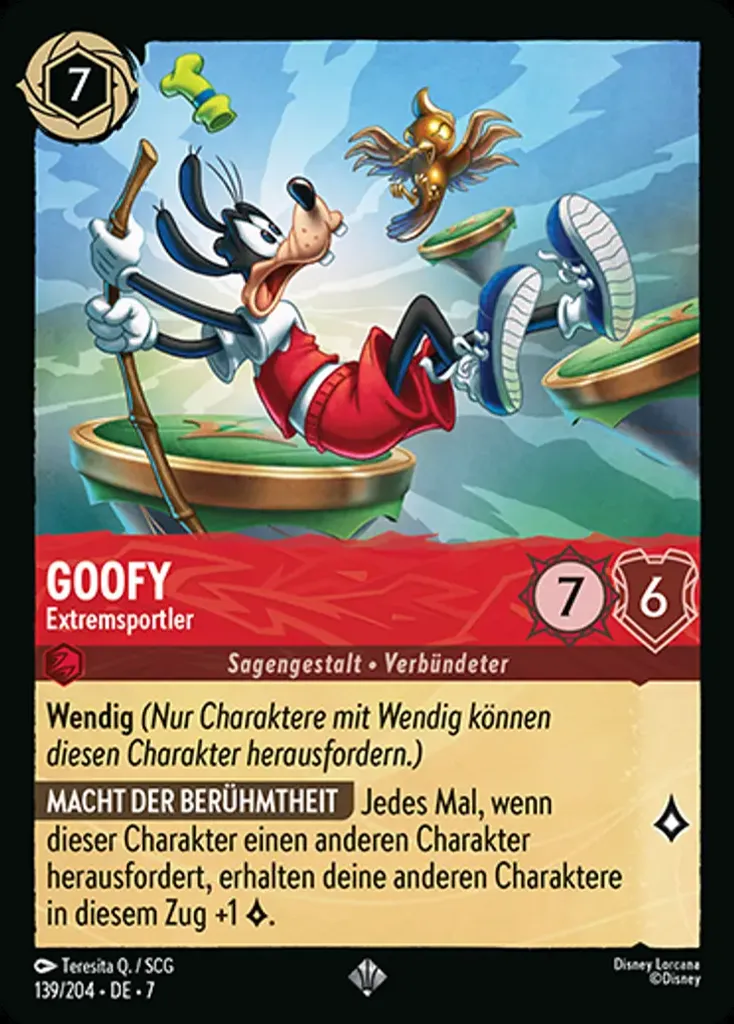 7
GOOFY
Extremsportler
7
6
Sagengestalt • Verbündeter
Wendig (Nur Charaktere mit Wendig können
diesen Charakter herausfordern.)
MACHT DER BERÜHMTHEIT Jedes Mal, wenn
dieser Charakter einen anderen Charakter
herausfordert, erhalten deine anderen Charaktere
in diesem Zug +1.
Teresita Q. / SCG
139/204 • DE • 7
Disney Lorcana
©Disney